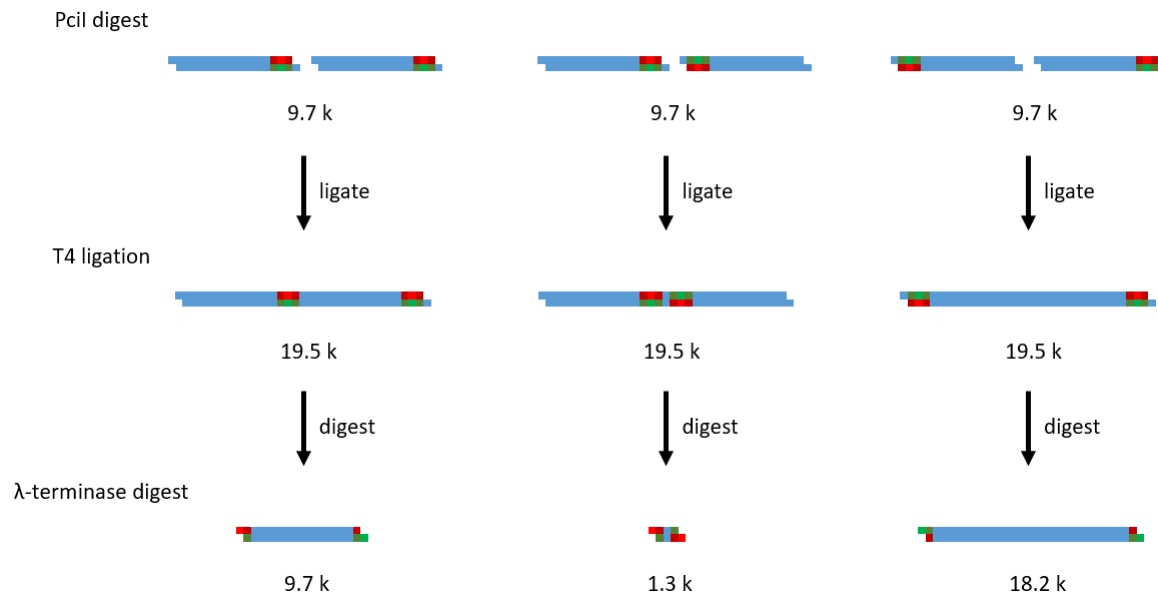 PciI digest
9.7 k 9.7 k 9.7 k
ligate ligate ligate
T4 ligation
19.5 k 19.5 k 19.5 k
digest digest digest
λ-terminase digest
9.7 k 1.3 k 18.2 k